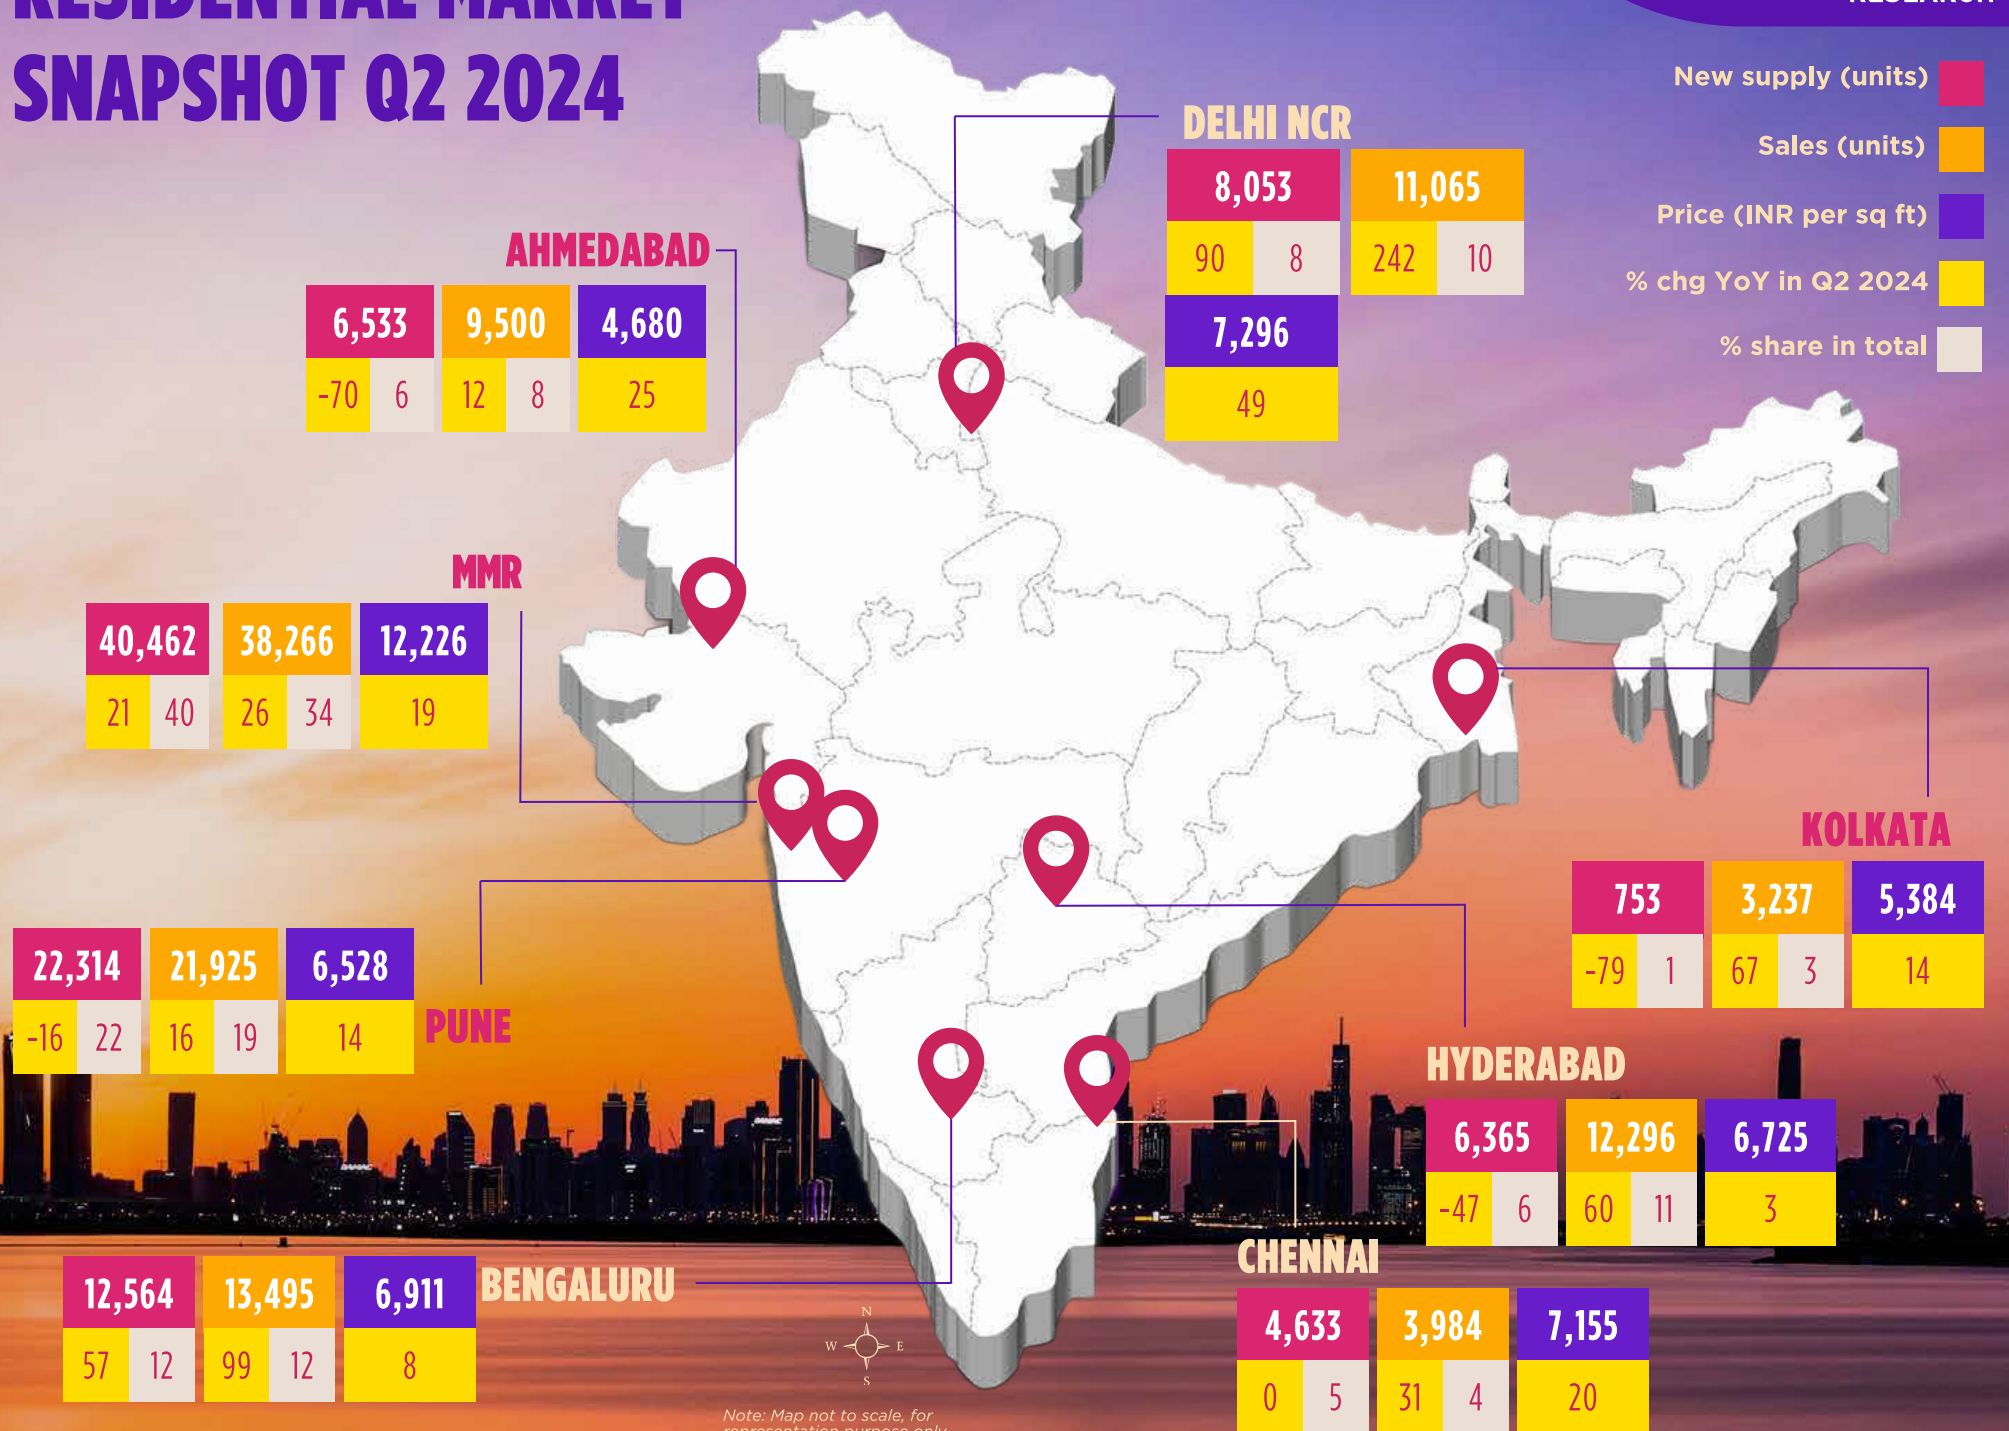 RESIDENTIAL MARKET
SNAPSHOT Q2 2024
RESEARCH
New supply (units)
Sales (units)
Price (INR per sq ft)
% chg YoY in Q2 2024
% share in total
DELHI NCR
8,053 11,065
90 8 242 10
7,296
49
AHMEDABAD
6,533 9,500 4,680
-70 6 12 8 25
MMR
40,462 38,266 12,226
21 40 26 34 19
KOLKATA
753 3,237 5,384
-79 1 67 3 14
22,314 21,925 6,528
-16 22 16 19 14
PUNE
HYDERABAD
6,365 12,296 6,725
-47 6 60 11 3
BENGALURU
12,564 13,495 6,911
57 12 99 12 8
CHENNAI
4,633 3,984 7,155
0 5 31 4 20
N
W E
S
Note: Map not to scale, for
representation purpose only